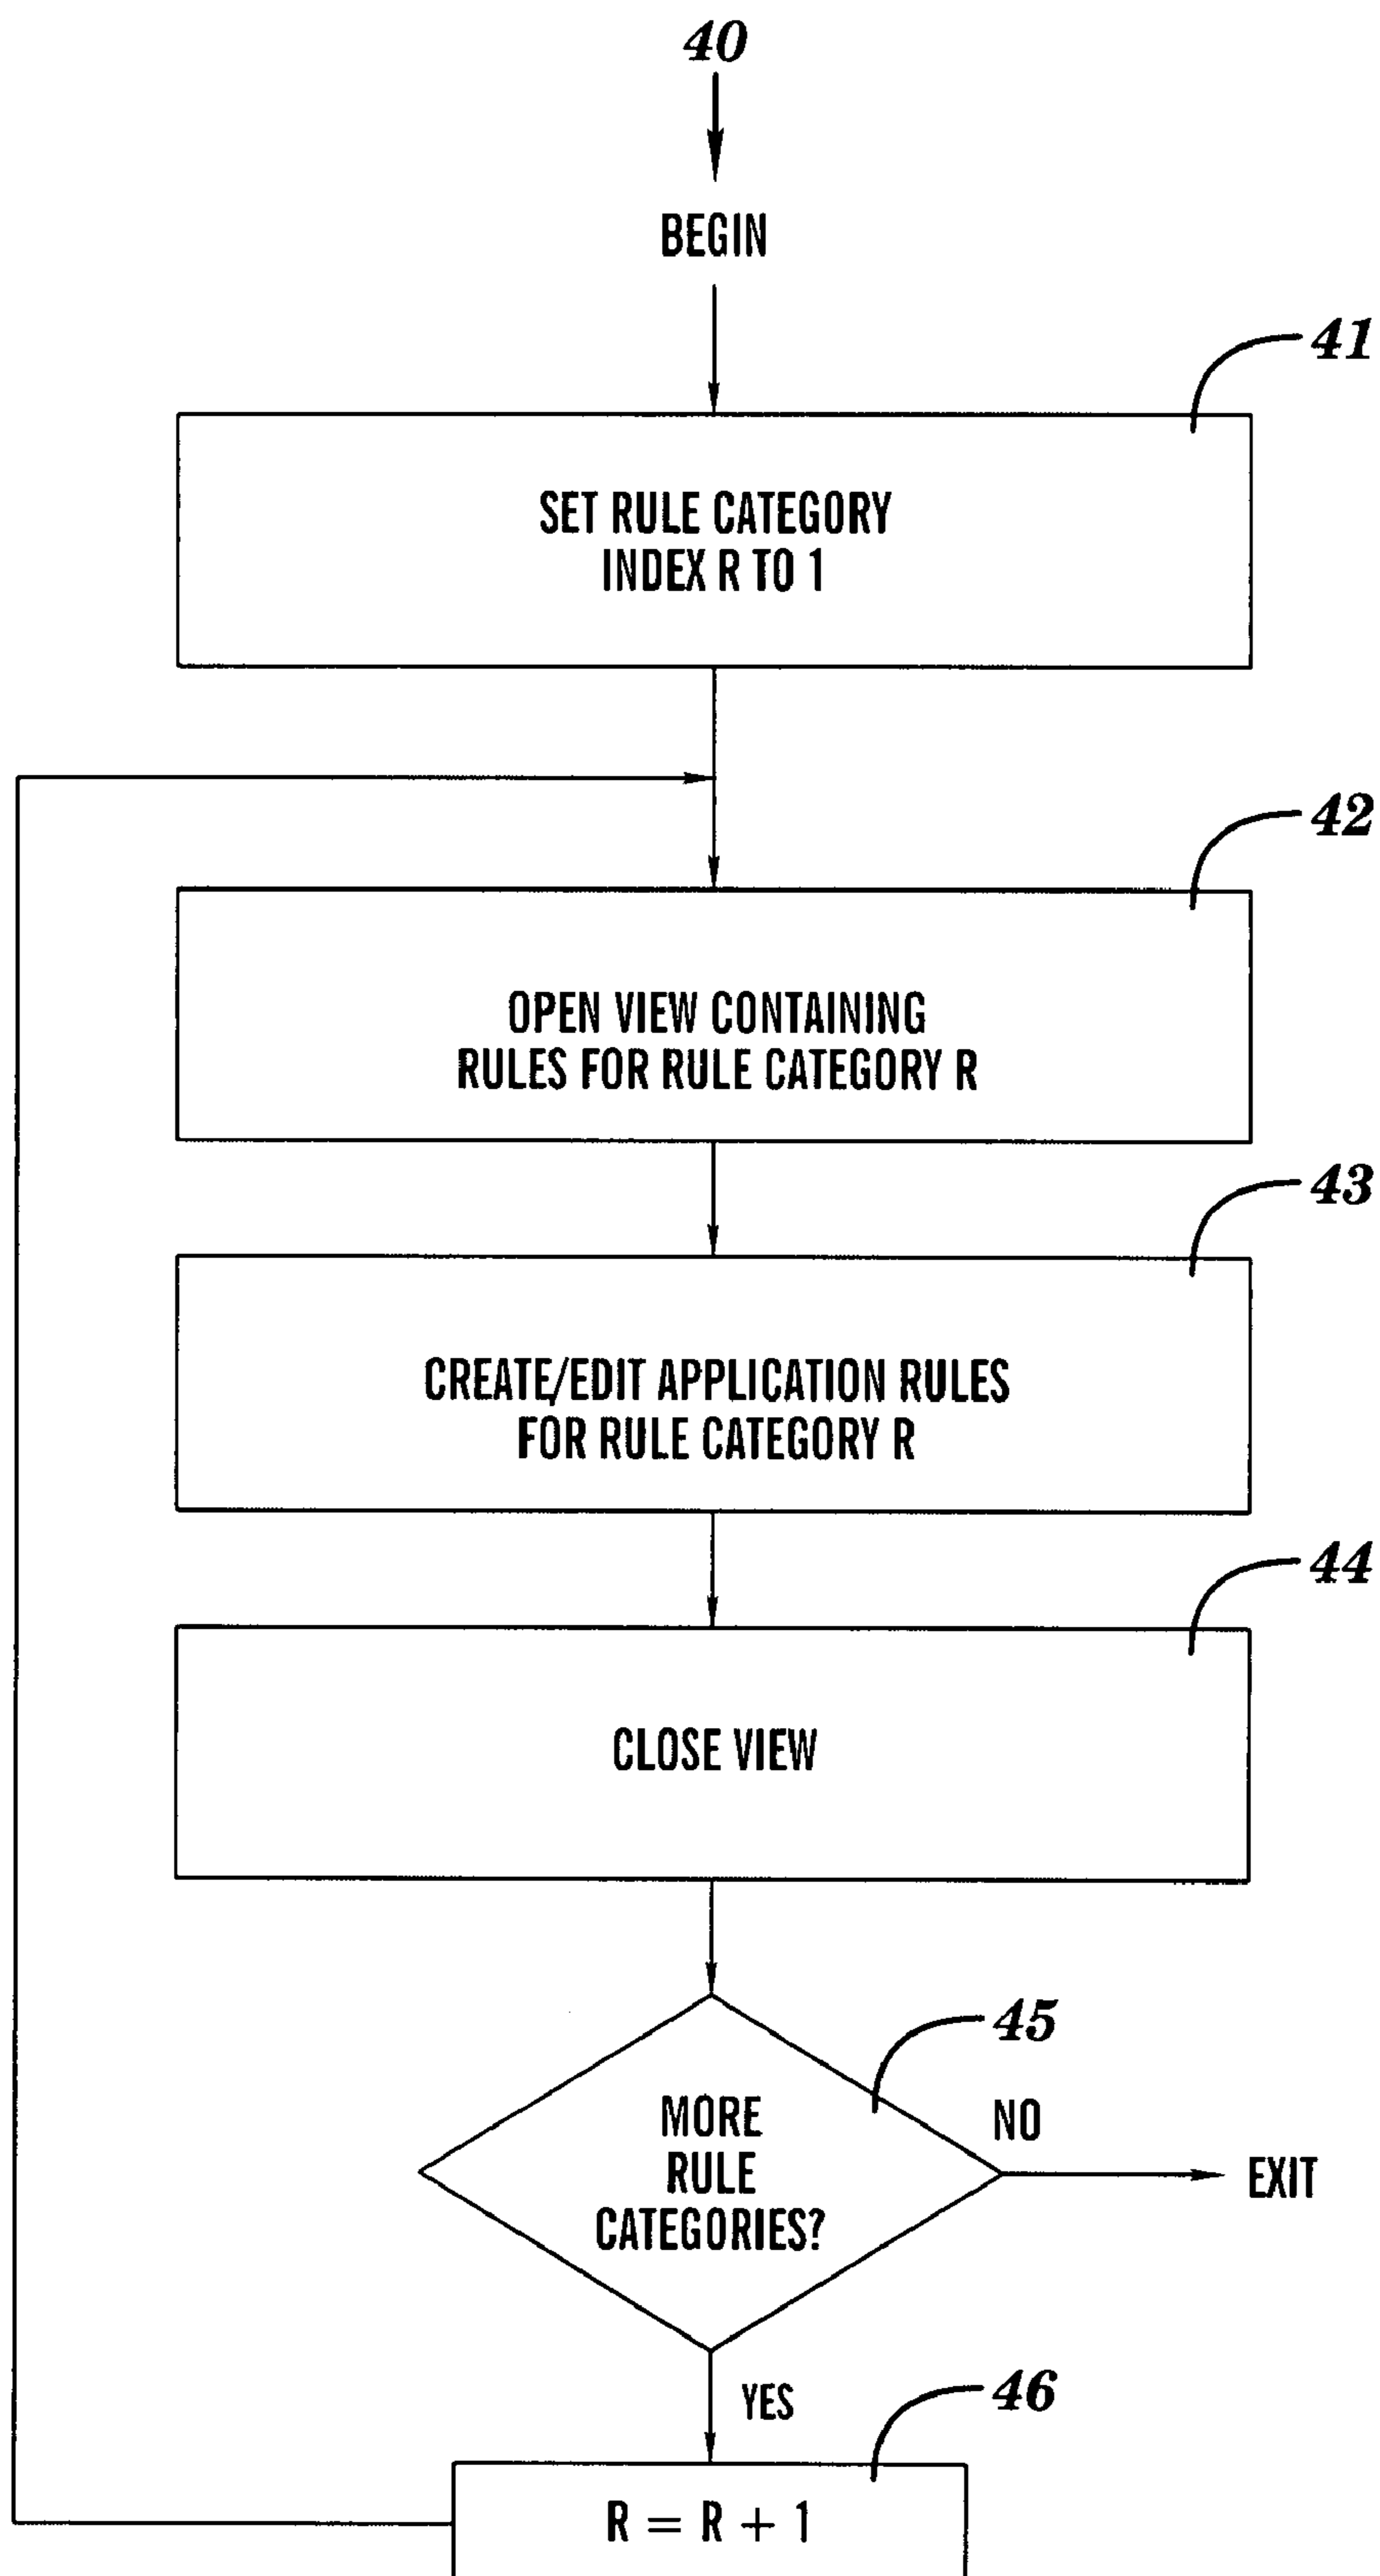 40
BEGIN
41
SET RULE CATEGORY
INDEX R TO 1
42
OPEN VIEW CONTAINING
RULES FOR RULE CATEGORY R
43
CREATE/EDIT APPLICATION RULES
FOR RULE CATEGORY R
44
CLOSE VIEW
45
MORE
RULE
CATEGORIES?
NO
EXIT
YES
46
R = R + 1